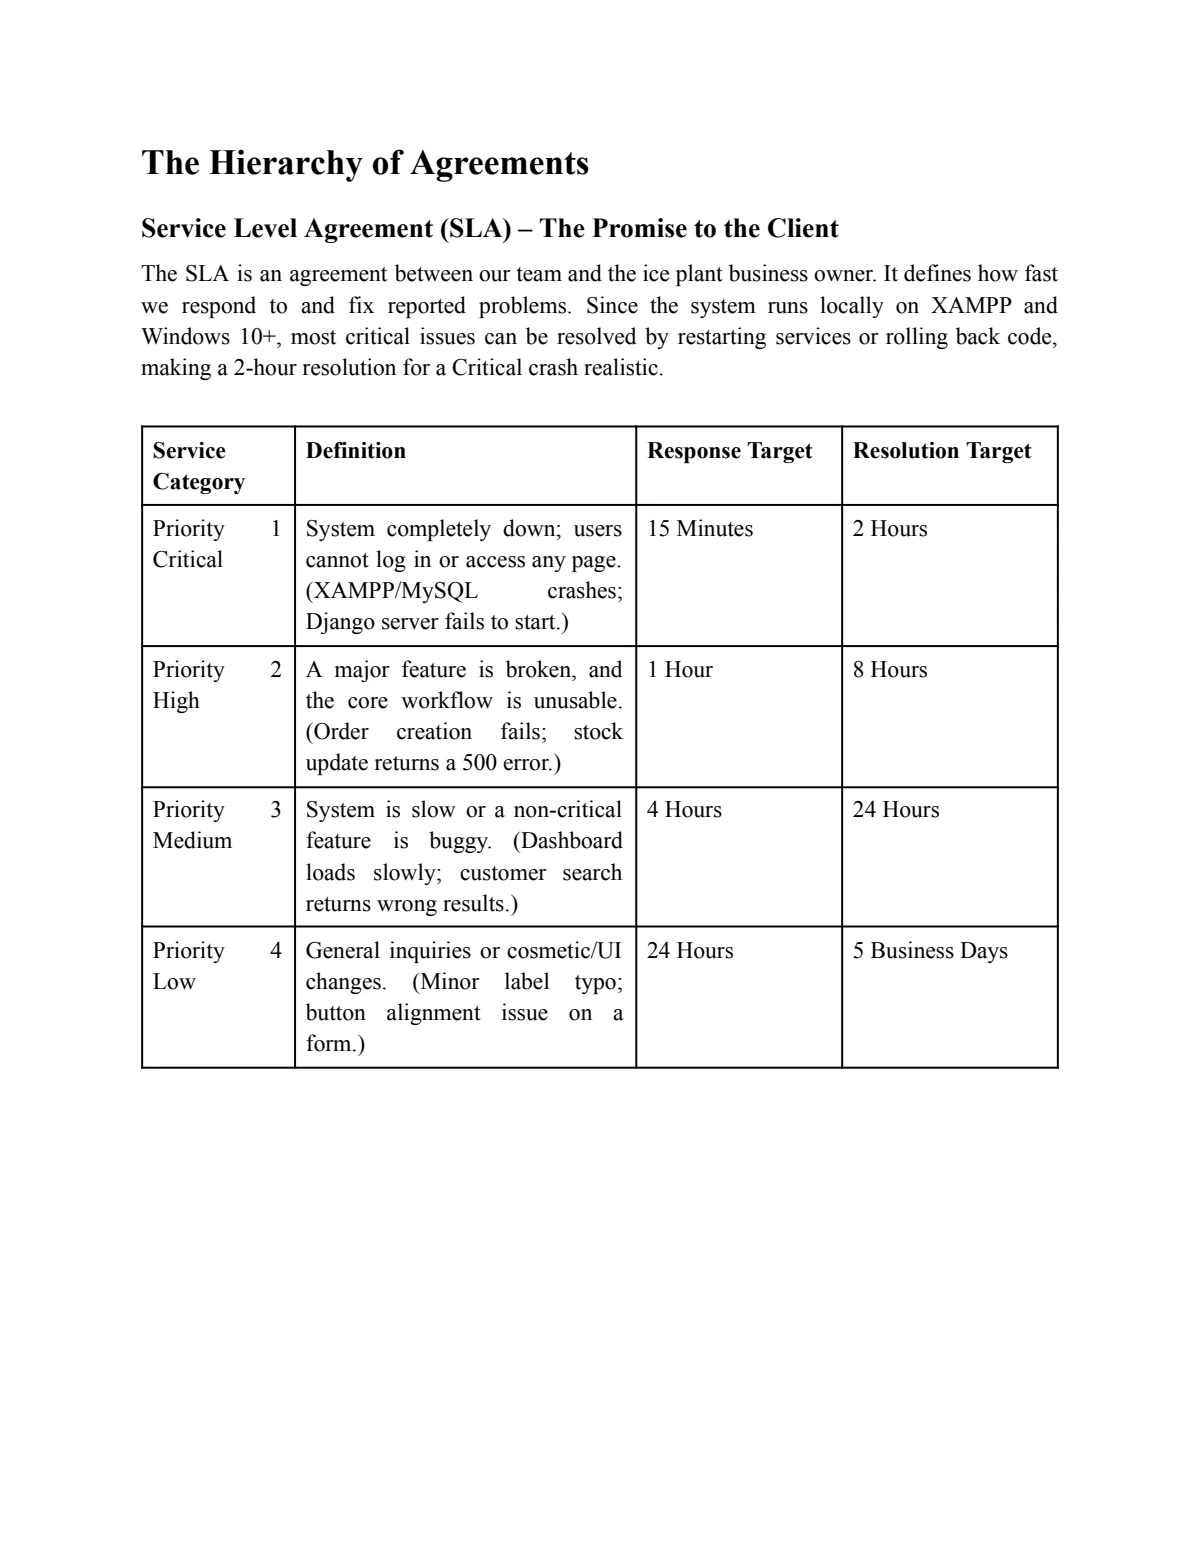 The Hierarchy of Agreements
Service Level Agreement (SLA) – The Promise to the Client
The SLA is an agreement between our team and the ice plant business owner. It defines how fast
we respond to and fix reported problems. Since the system runs locally on XAMPP and
Windows 10+, most critical issues can be resolved by restarting services or rolling back code,
making a 2-hour resolution for a Critical crash realistic.
Service
Category
Definition
Response Target
Resolution Target
Priority 1
Critical
System completely down; users
cannot log in or access any page.
(XAMPP/MySQL crashes;
Django server fails to start.)
15 Minutes
2 Hours
Priority 2
High
A major feature is broken, and
the core workflow is unusable.
(Order creation fails; stock
update returns a 500 error.)
1 Hour
8 Hours
Priority 3
Medium
System is slow or a non-critical
feature is buggy. (Dashboard
loads slowly; customer search
returns wrong results.)
4 Hours
24 Hours
Priority 4
Low
General inquiries or cosmetic/UI
changes. (Minor label typo;
button alignment issue on a
form.)
24 Hours
5 Business Days